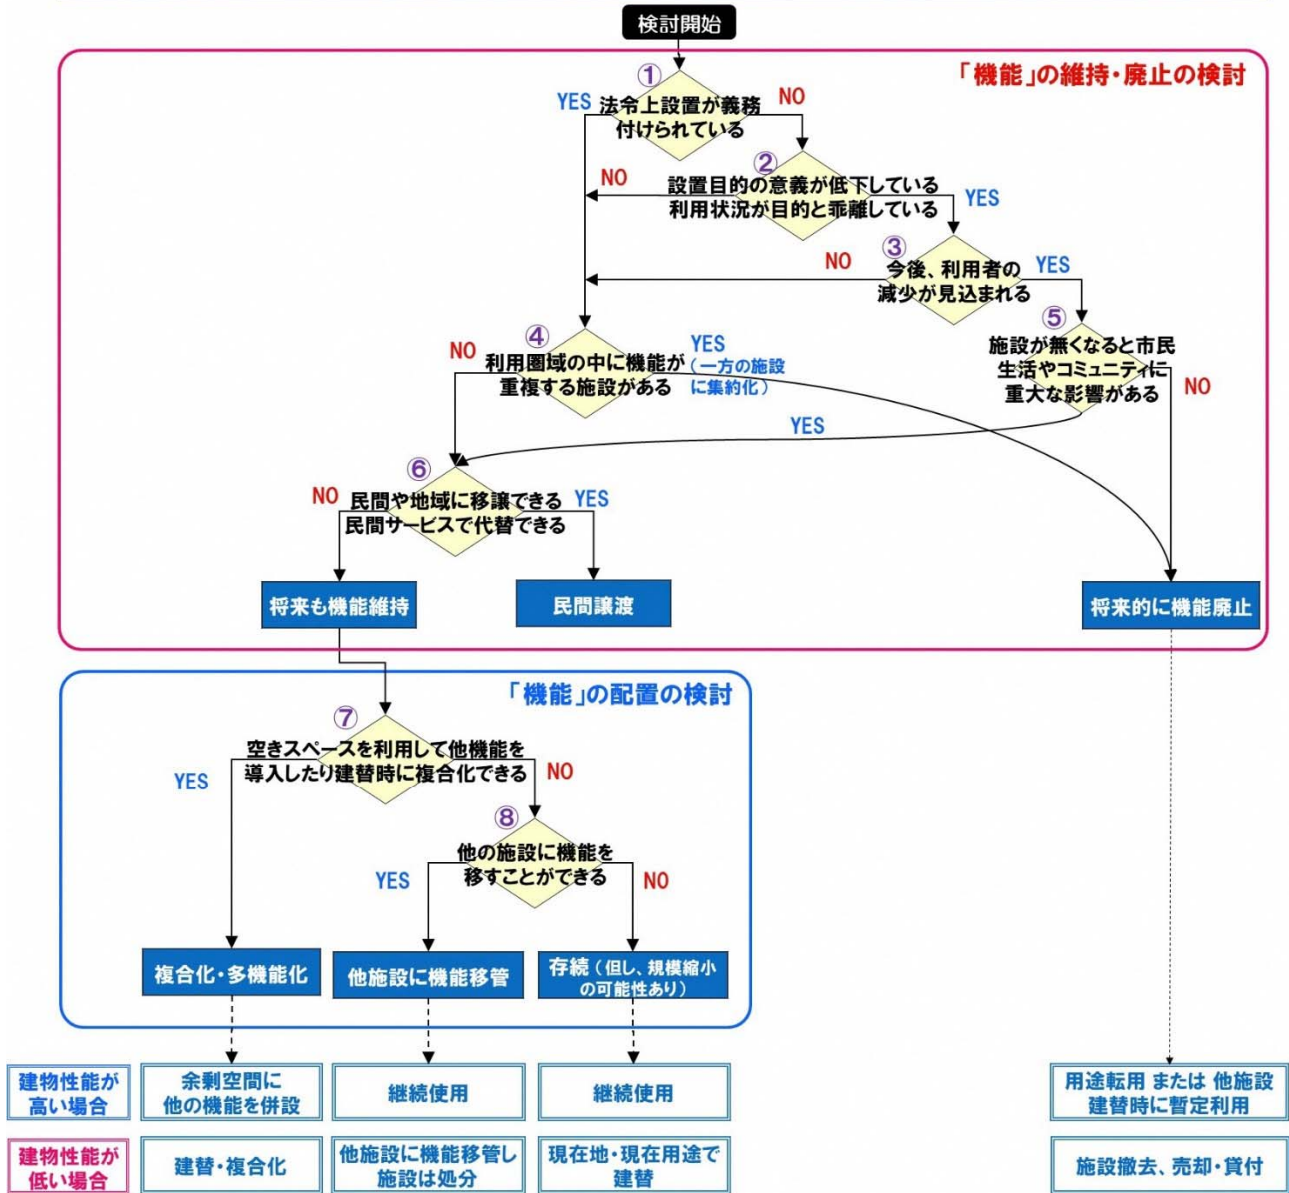 検討開始
「機能」の維持・廃止の検討
①
YES
法令上設置が義務
付けられている
NO
②
NO
設置目的の意義が低下している
利用状況が目的と乖離している
YES
③
NO
今後、利用者の
減少が見込まれる
YES
④
NO
利用圏域の中に機能が
重複する施設がある
YES
(一方の施設
に集約化)
⑤
施設が無くなると市民
生活やコミュニティに
重大な影響がある
NO
YES
⑥
NO
民間や地域に移譲できる
民間サービスで代替できる
YES
将来も機能維持
民間譲渡
将来的に機能廃止
「機能」の配置の検討
⑦
空きスペースを利用して他機能を
導入したり建替時に複合化できる
YES
NO
⑧
他の施設に機能を
移すことができる
YES
NO
複合化・多機能化
他施設に機能移管
存続(但し、規模縮小
の可能性あり)
建物性能が
高い場合
余剰空間に
他の機能を併設
継続使用
継続使用
用途転用 または 他施設
建替時に暫定利用
建物性能が
低い場合
建替・複合化
他施設に機能移管し
施設は処分
現在地・現在用途で
建替
施設撤去、売却・貸付